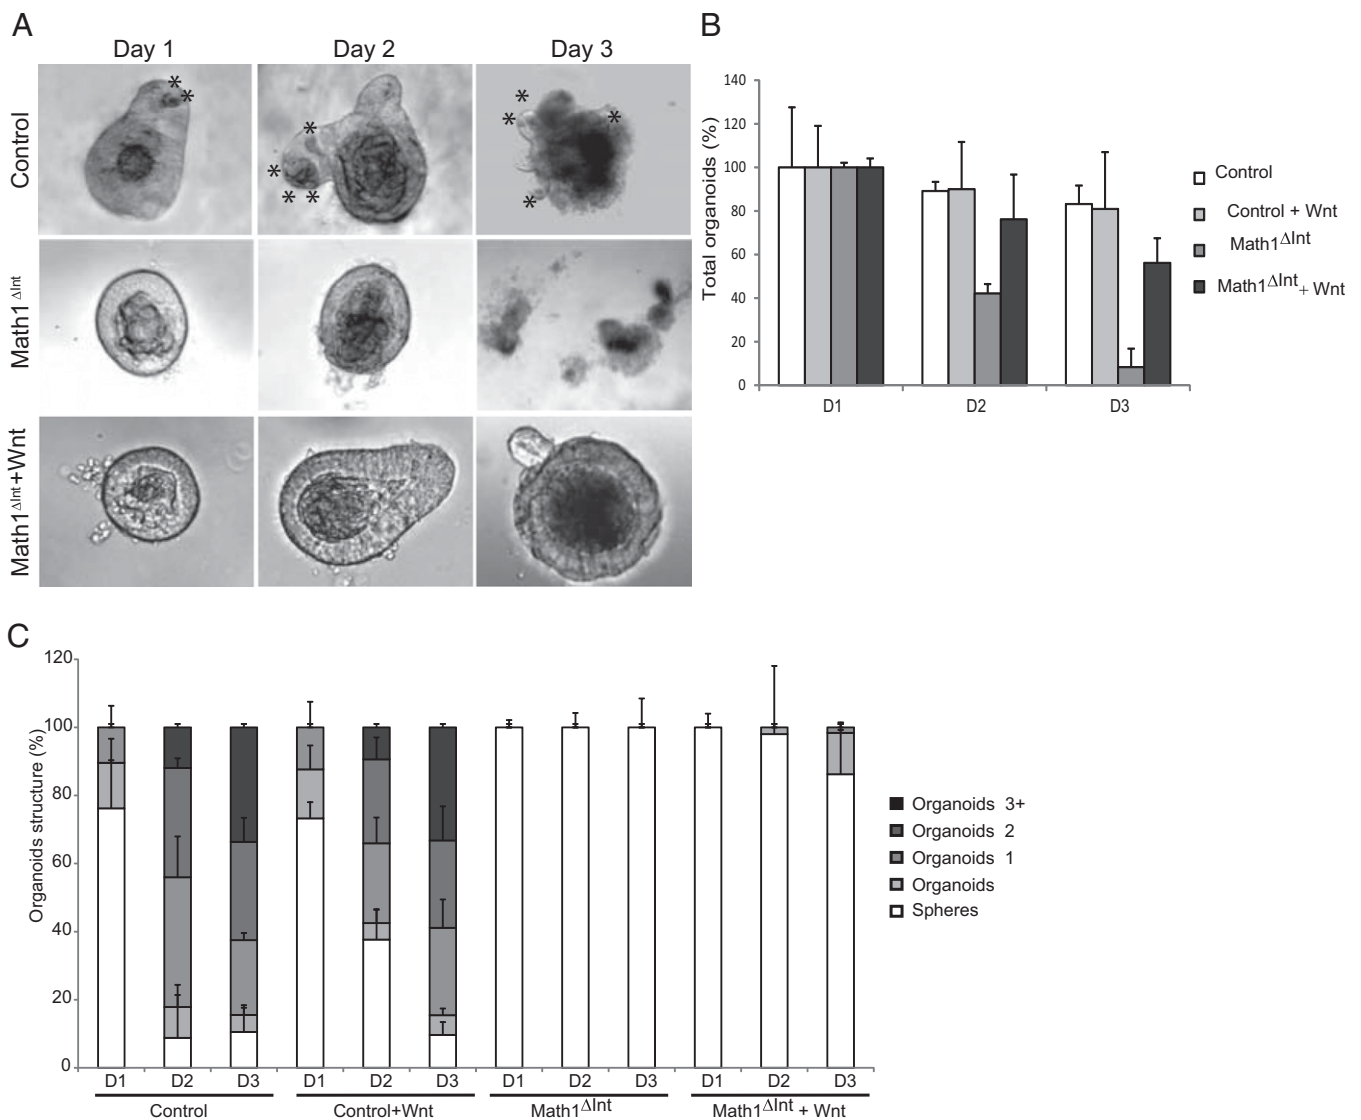 A
Day 1 Day 2 Day 3
Control
* *
* * * *
* * * *
Math1 ΔInt
Math1ΔInt+Wnt
B
Total organoids (%)
140
120
100
80
60
40
20
0
D1 D2 D3
Control
Control + Wnt
Math1ΔInt
Math1ΔInt + Wnt
C
Organoids structure (%)
120
100
80
60
40
20
0
D1 D2 D3 D1 D2 D3 D1 D2 D3 D1 D2 D3
Control Control+Wnt Math1ΔInt Math1ΔInt + Wnt
Organoids 3+
Organoids 2
Organoids 1
Organoids
Spheres